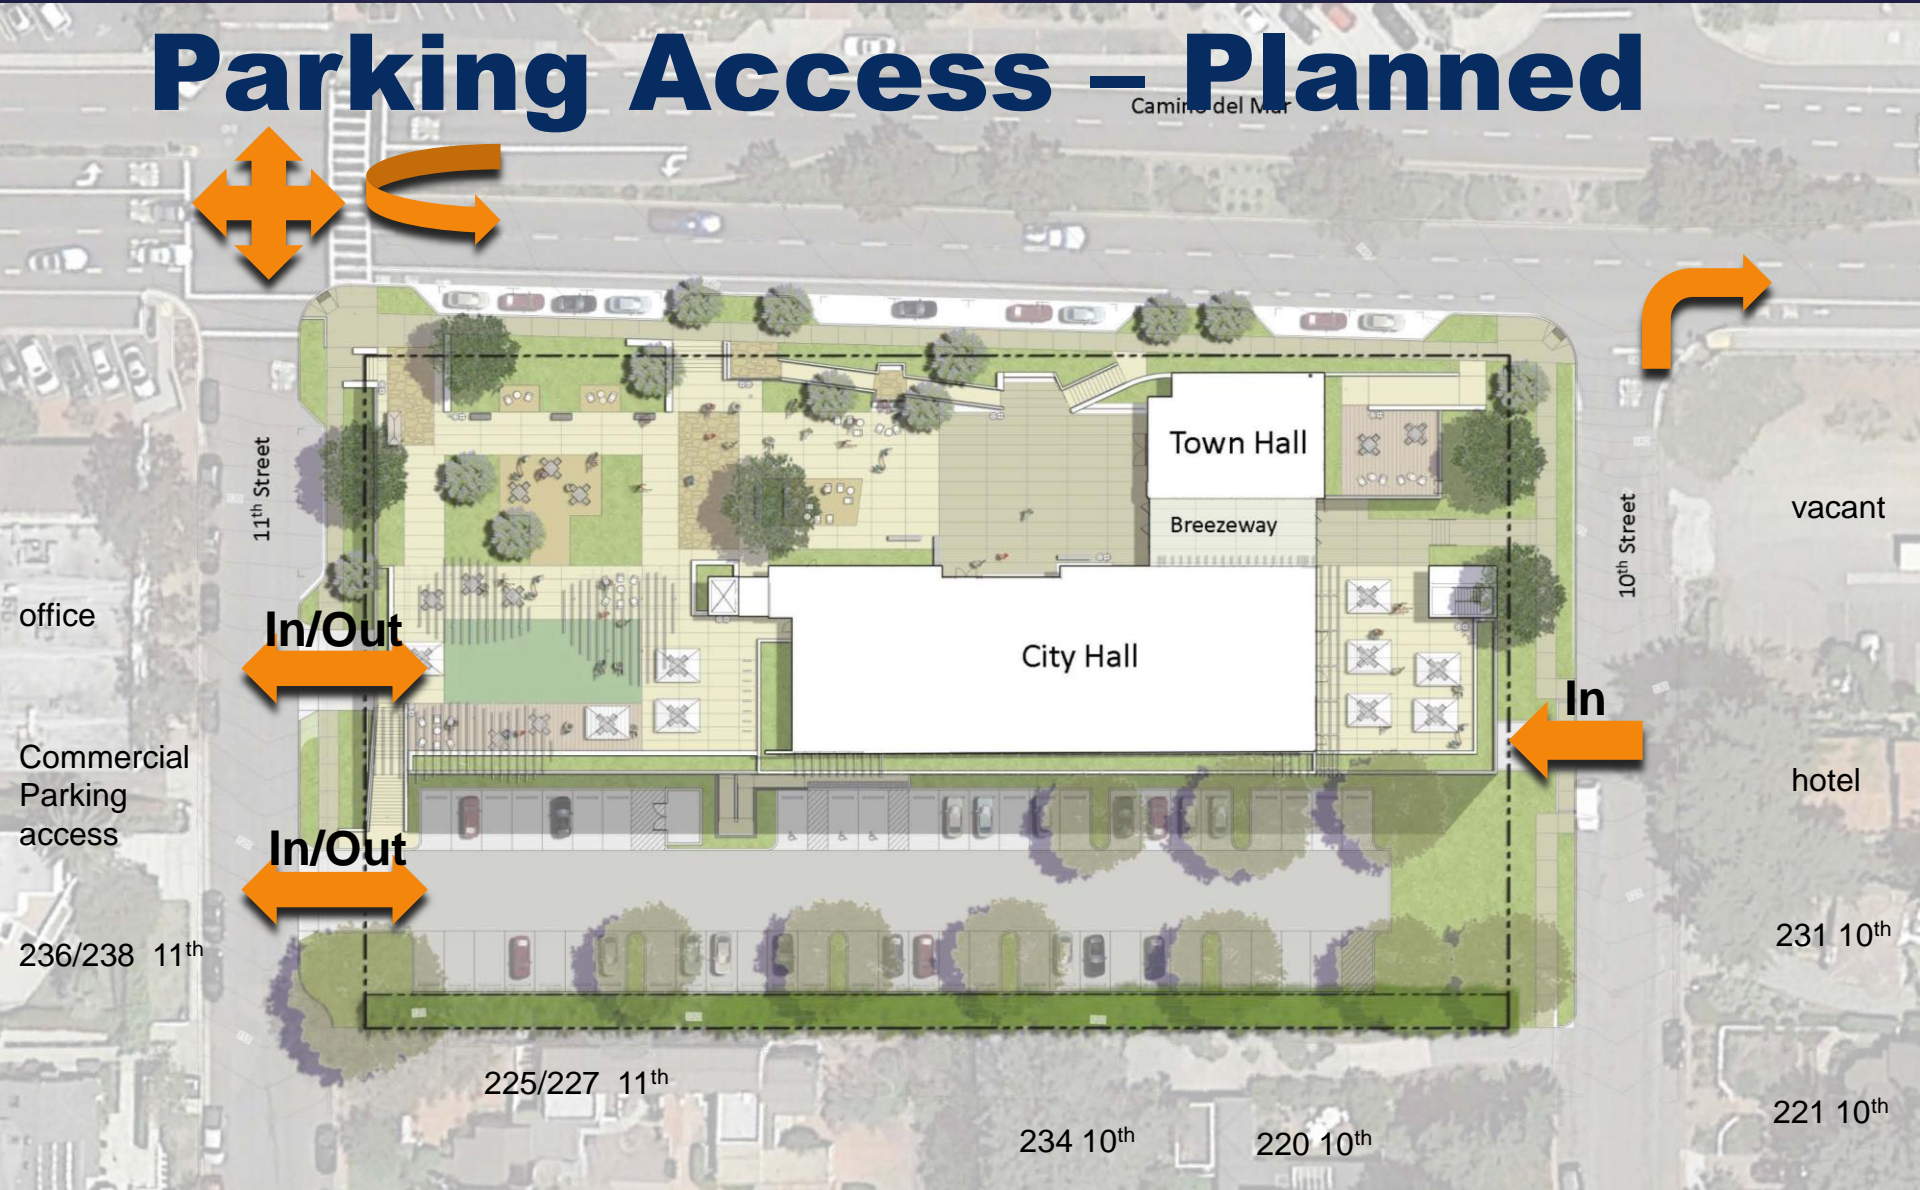 Parking Access – Planned
Camino del Mar
11th Street
Town Hall
Breezeway
10th Street
vacant
office
In/Out
City Hall
In
Commercial
Parking
access
hotel
In/Out
236/238 11th
231 10th
225/227 11th
234 10th
220 10th
221 10th